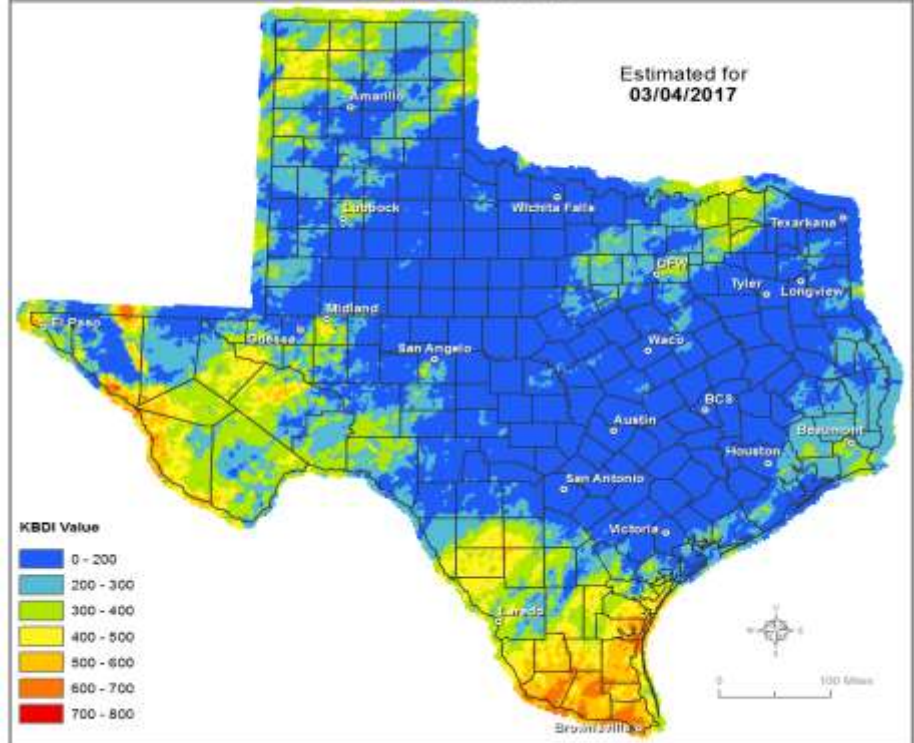 Estimated for
03/04/2017
Amarillo
Lubbock
Wichita Falls
Texarkana
DFW
Tyler
Longview
El Paso
Midland
Odessa
San Angelo
Waco
BCS
Austin
Beaumont
Houston
San Antonio
Victoria
KBDI Value
0 - 200
200 - 300
300 - 400
400 - 500
500 - 600
600 - 700
700 - 800
Laredo
Brownsville
0 100 Miles